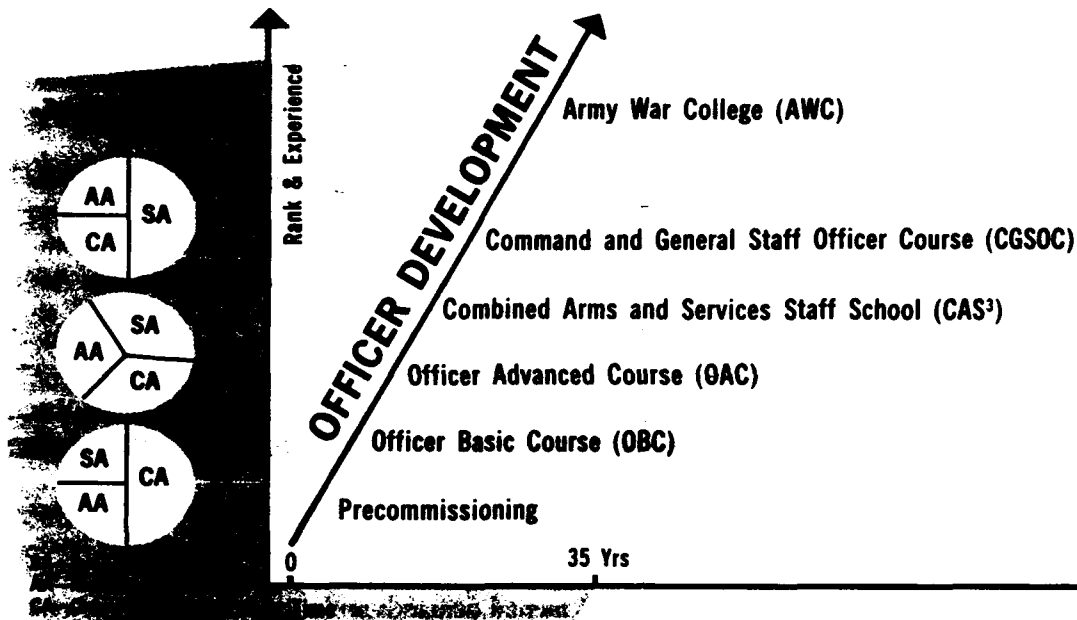 AA
SA
CA
SA
AA
CA
SA
CA
AA
Rank & Experience
OFFICER DEVELOPMENT
Army War College (AWC)
Command and General Staff Officer Course (CGSOC)
Combined Arms and Services Staff School (CAS³)
Officer Advanced Course (OAC)
Officer Basic Course (OBC)
Precommissioning
0
35 Yrs